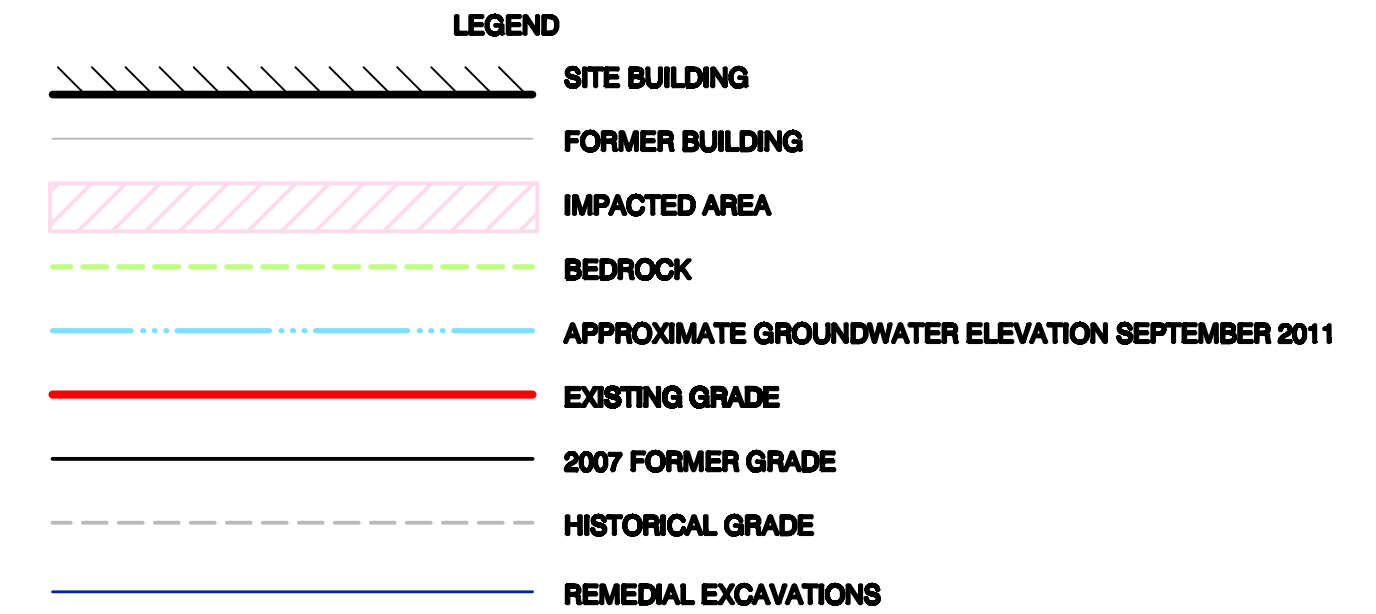 LEGEND
SITE BUILDING
FORMER BUILDING
IMPACTED AREA
BEDROCK
APPROXIMATE GROUNDWATER ELEVATION SEPTEMBER 2011
EXISTING GRADE
2007 FORMER GRADE
HISTORICAL GRADE
REMEDIAL EXCAVATIONS